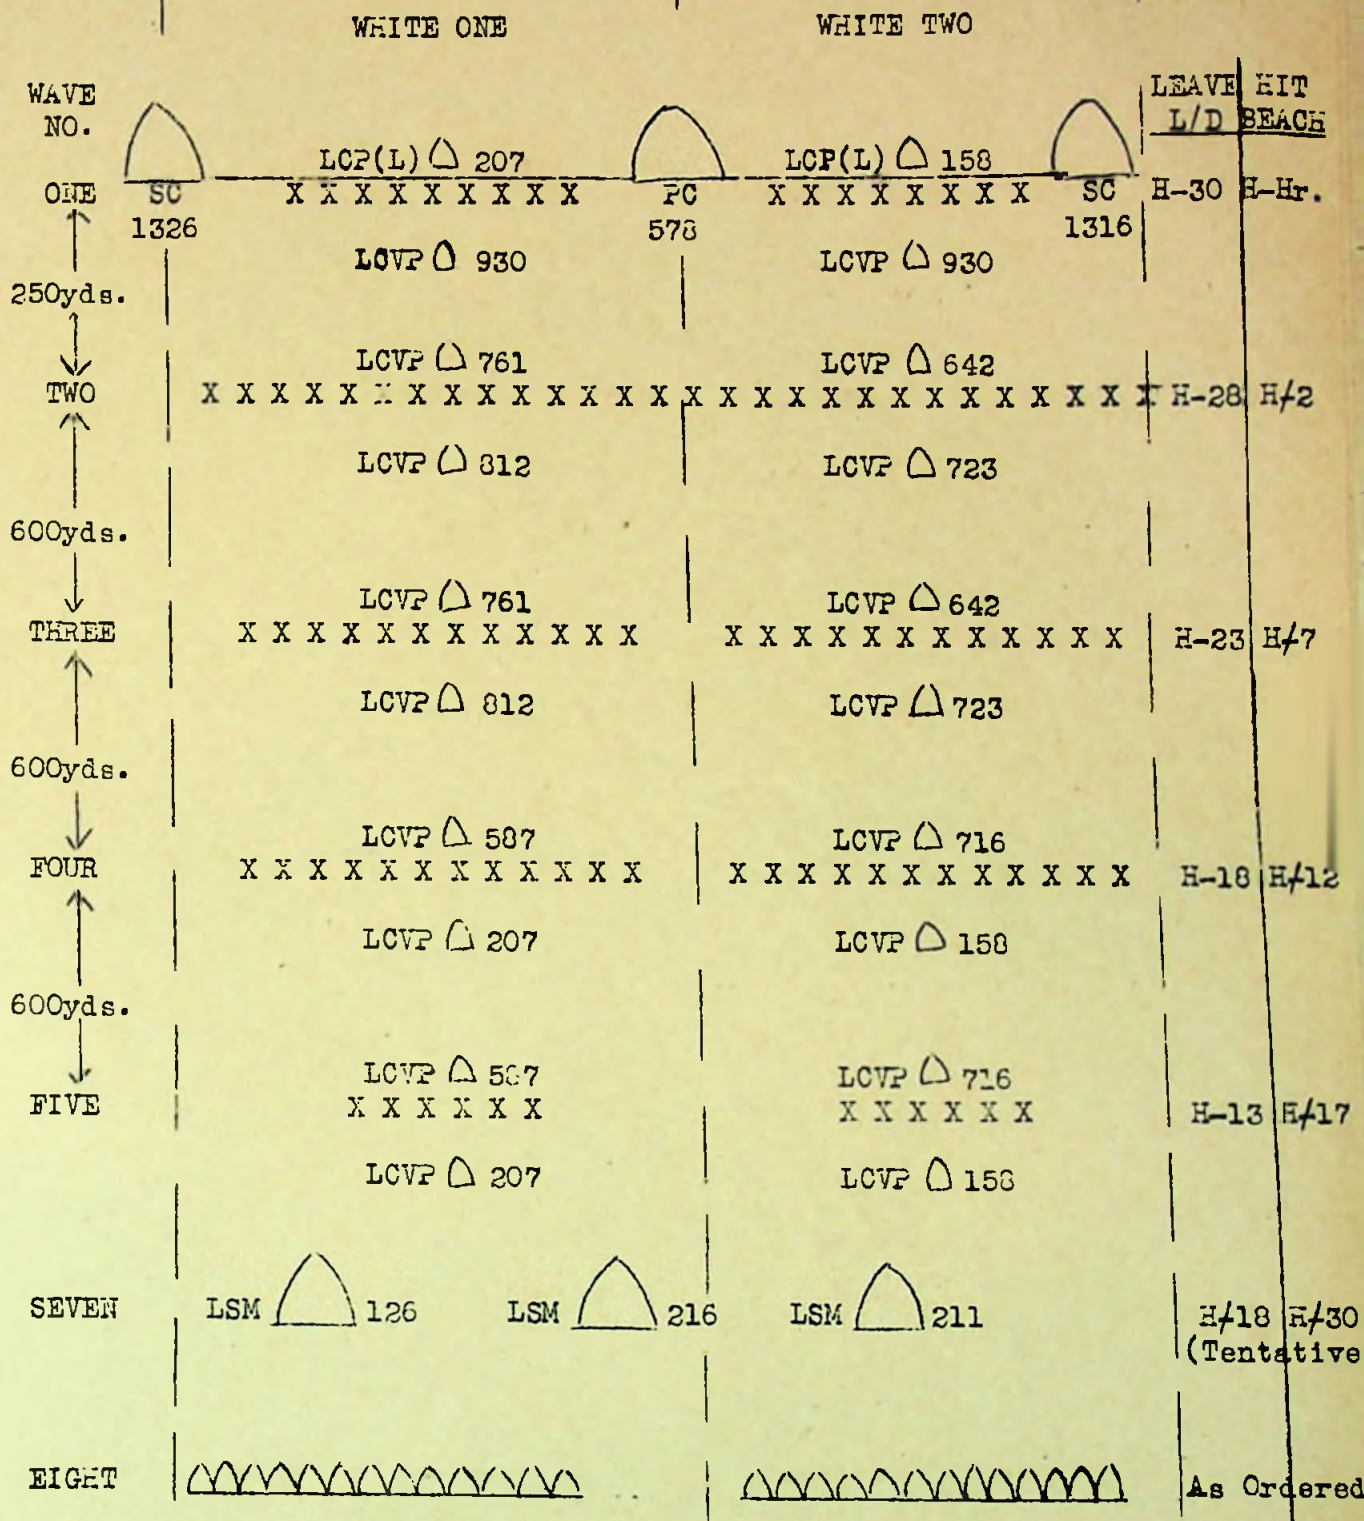 WHITE ONE WHITE TWO
WAVE NO. LEAVE L/D HIT BEACH
LCP(L) 207 LCP(L) 158
ONE SC X X X X X X X X X PC X X X X X X X X SC H-30 H-Hr.
1326 578 1316
LCVP 930 LCVP 930
250yds.
LCVP 761 LCVP 642
TWO X X X X X X X X X X X X X X X X X X X X X X X X X X X X H-28 H/2
LCVP 812 LCVP 723
600yds.
LCVP 761 LCVP 642
THREE X X X X X X X X X X X X X X X X X X X X X X X X H-23 H/7
LCVP 812 LCVP 723
600yds.
LCVP 587 LCVP 716
FOUR X X X X X X X X X X X X X X X X X X X X X X X X H-18 H/12
LCVP 207 LCVP 158
600yds.
LCVP 587 LCVP 716
FIVE X X X X X X X X X X X X H-13 H/17
LCVP 207 LCVP 158
SEVEN LSM 126 LSM 216 LSM 211 H/18 H/30
(Tentative
EIGHT As Ordered